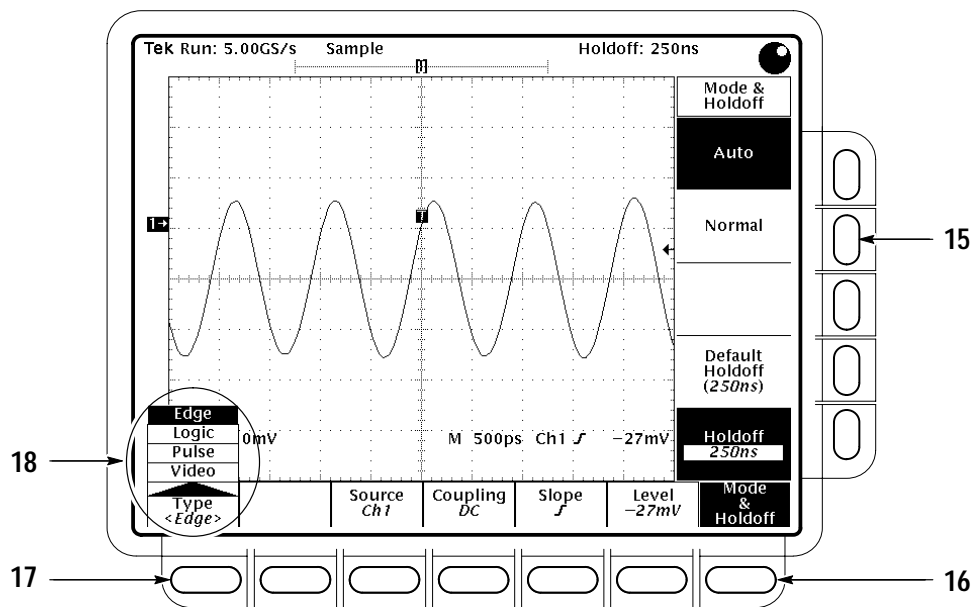 Tek Run: 5.00GS/s Sample Holdoff: 250ns
T
Mode &
Holdoff
Auto
Normal
Default
Holdoff
(250ns)
Holdoff
250ns
1→
T
Edge
Logic
Pulse
Video
0mV M 500ps Ch1 ƒ −27mV
Type
<Edge>
Source
Ch1
Coupling
DC
Slope
ƒ
Level
−27mV
Mode
&
Holdoff
15
16
17
18